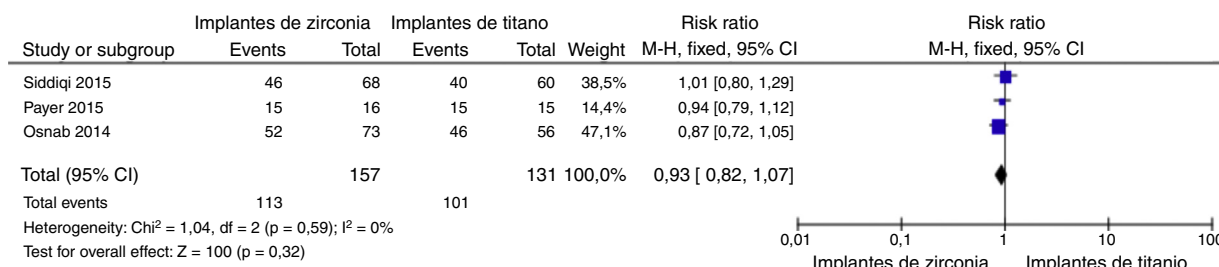 Implantes de zirconia Implantes de titano Risk ratio Risk ratio
Study or subgroup Events Total Events Total Weight M-H, fixed, 95% CI M-H, fixed, 95% CI
Siddiqi 2015 46 68 40 60 38,5% 1,01 [0,80, 1,29]
Payer 2015 15 16 15 15 14,4% 0,94 [0,79, 1,12]
Osnab 2014 52 73 46 56 47,1% 0,87 [0,72, 1,05]
Total (95% CI) 157 131 100,0% 0,93 [ 0,82, 1,07]
Total events 113 101
Heterogeneity: Chi² = 1,04, df = 2 (p = 0,59); I² = 0%
Test for overall effect: Z = 100 (p = 0,32)
0,01 0,1 1 10 100
Implantes de zirconia Implantes de titanio